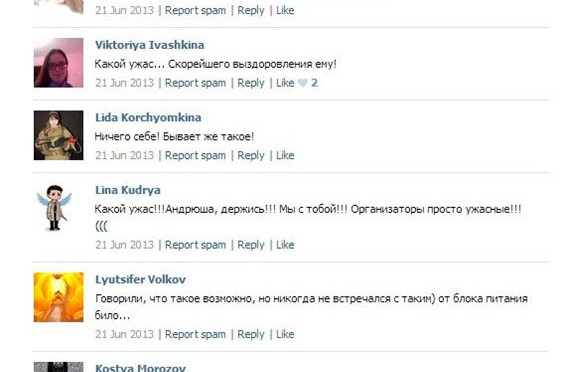 21 Jun 2013 | Report spam | Reply | Like
Viktoriya Ivashkina
Какой ужас... Скорейшего выздоровления ему!
21 Jun 2013 | Report spam | Reply | Like 2
Lida Korchyomkina
Ничего себе! Бывает же такое!
21 Jun 2013 | Report spam | Reply | Like
Lina Kudrya
Какой ужас!!!Андрюша, держись!!! Мы с тобой!!! Организаторы просто ужасные!!!
(((
21 Jun 2013 | Report spam | Reply | Like
Lyutsifer Volkov
Говорили, что такое возможно, но никогда не встречался с таким) от блока питания
било...
21 Jun 2013 | Report spam | Reply | Like
Kostya Morozov